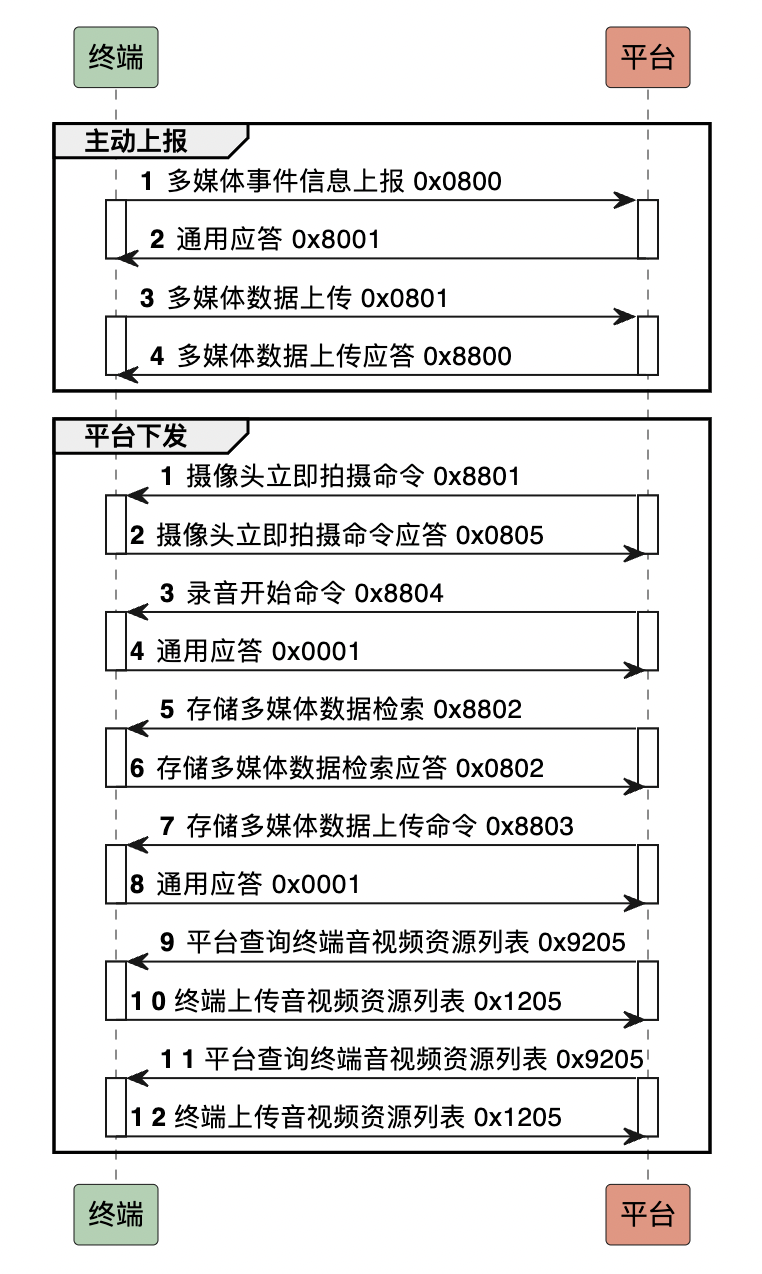 终端 平台
主动上报
1 多媒体事件信息上报 0x0800
2 通用应答 0x8001
3 多媒体数据上传 0x0801
4 多媒体数据上传应答 0x8800
平台下发
1 摄像头立即拍摄命令 0x8801
2 摄像头立即拍摄命令应答 0x0805
3 录音开始命令 0x8804
4 通用应答 0x0001
5 存储多媒体数据检索 0x8802
6 存储多媒体数据检索应答 0x0802
7 存储多媒体数据上传命令 0x8803
8 通用应答 0x0001
9 平台查询终端音视频资源列表 0x9205
10 终端上传音视频资源列表 0x1205
11 平台查询终端音视频资源列表 0x9205
12 终端上传音视频资源列表 0x1205
终端 平台